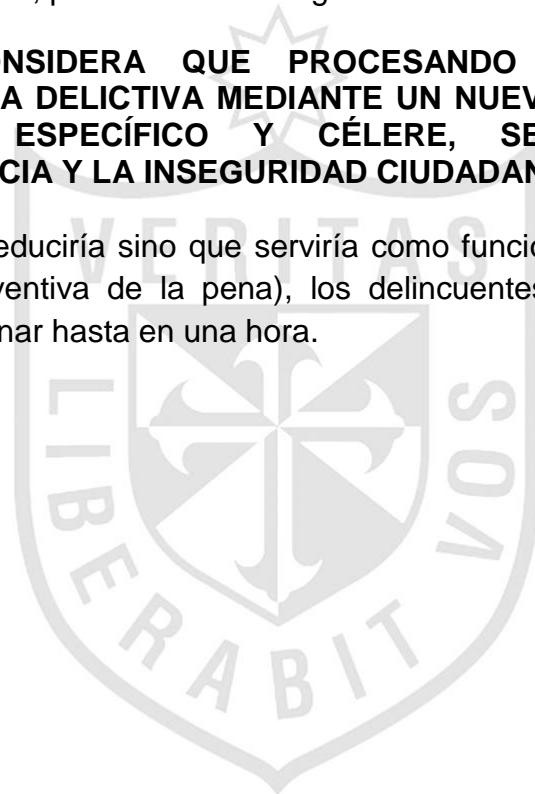 ONSIDERA QUE PROCESANDO
A DELICTIVA MEDIANTE UN NUEV
ESPECÍFICO Y CÉLERE, SE
CIA Y LA INSEGURIDAD CIUDADAN
educiría sino que serviría como funcio
ventiva de la pena), los delincuentes
nar hasta en una hora.
VERITAS
LIBERABIT
VOS